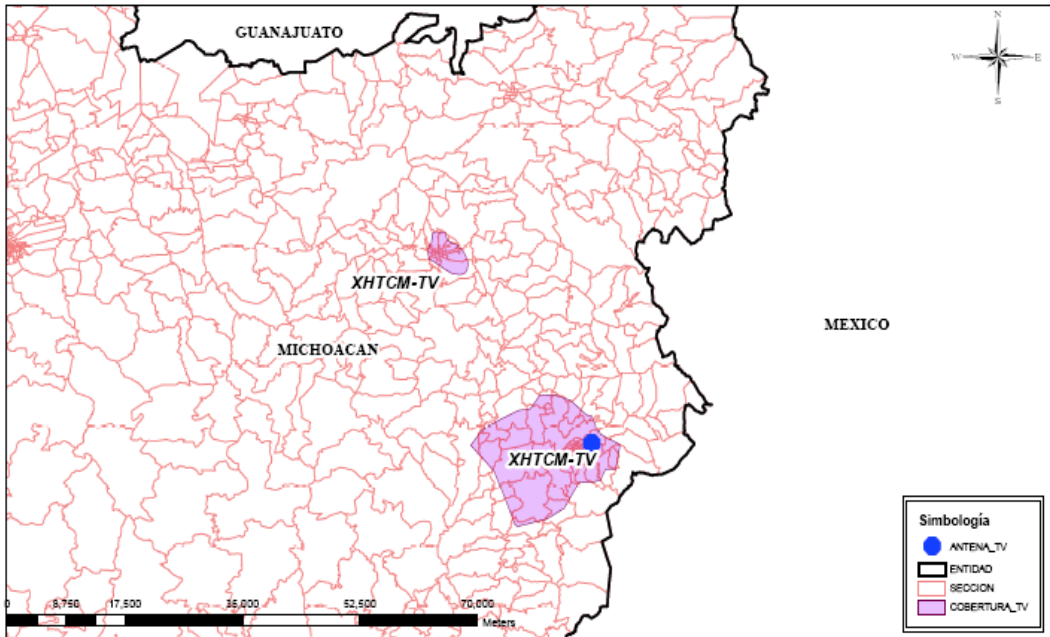 GUANAJUATO
N
W E
S
XHTCM-TV
MEXICO
MICHOACAN
XHTCM-TV
Simbología
ANTENA_TV
ENTIDAD
SECCION
COBERTURA_TV
0 8,750 17,500 35,000 52,500 70,000
Meters